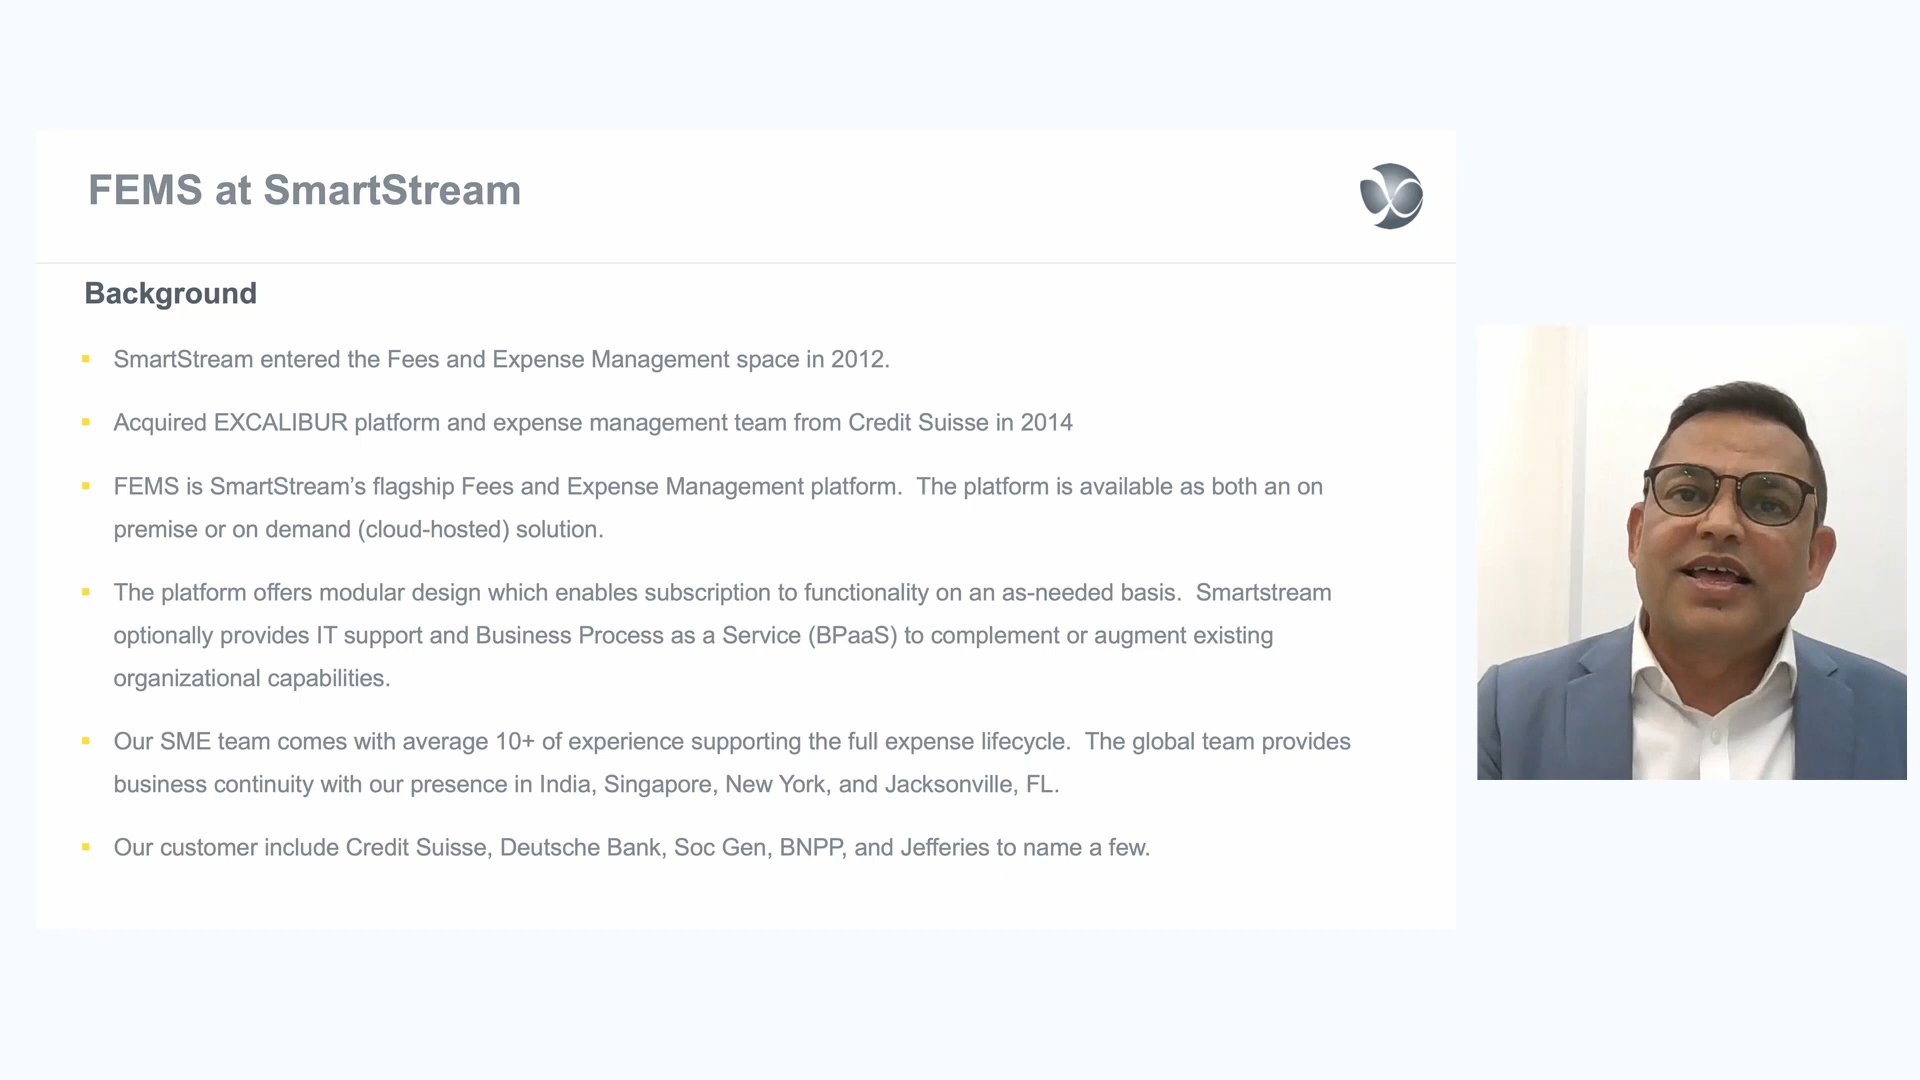 FEMS at SmartStream
Background
SmartStream entered the Fees and Expense Management space in 2012.
Acquired EXCALIBUR platform and expense management team from Credit Suisse in 2014
FEMS is SmartStream’s flagship Fees and Expense Management platform.  The platform is available as both an on
premise or on demand (cloud-hosted) solution.
The platform offers modular design which enables subscription to functionality on an as-needed basis.  Smartstream
optionally provides IT support and Business Process as a Service (BPaaS) to complement or augment existing
organizational capabilities.
Our SME team comes with average 10+ of experience supporting the full expense lifecycle.  The global team provides
business continuity with our presence in India, Singapore, New York, and Jacksonville, FL.
Our customer include Credit Suisse, Deutsche Bank, Soc Gen, BNPP, and Jefferies to name a few.